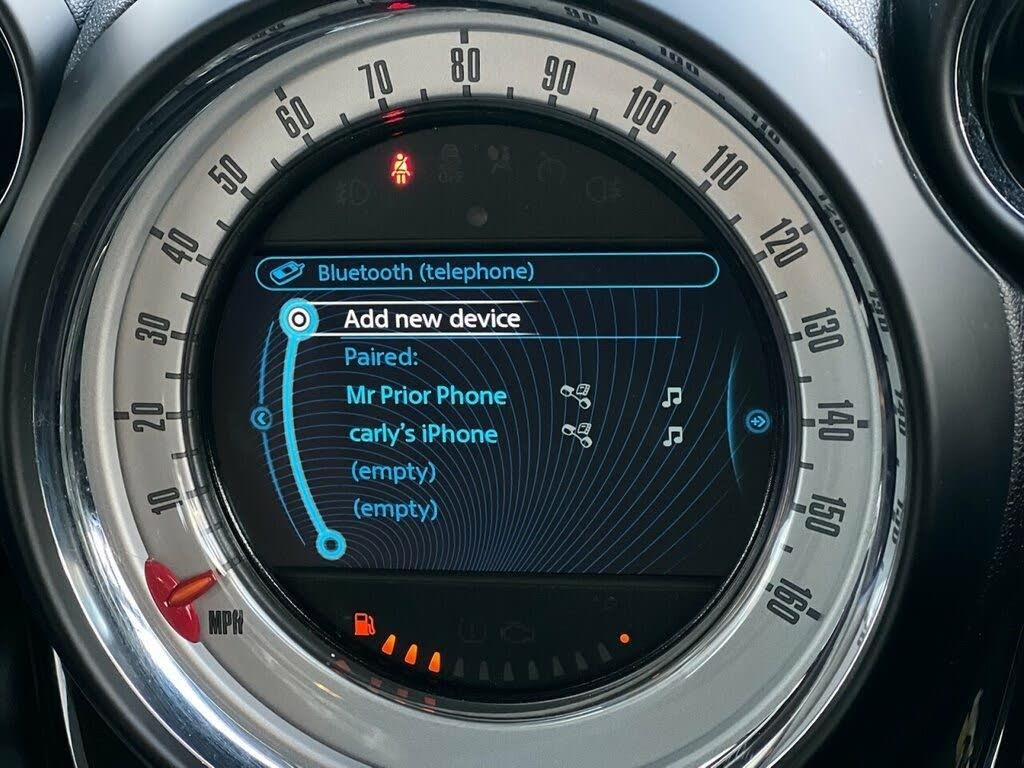 80
70
90
60
100
50
110
40
120
Bluetooth (telephone)
Add new device
30
130
Paired:
Mr Prior Phone
20
140
carly's iPhone
(empty)
10
150
(empty)
160
MPH